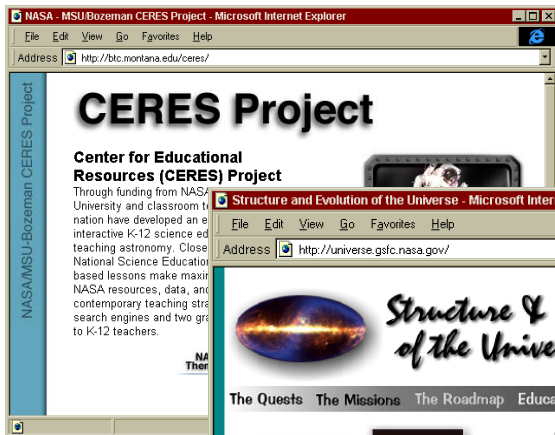 NASA - MSU/Bozeman CERES Project - Microsoft Internet Explorer
File Edit View Go Favorites Help
Address http://btc.montana.edu/ceres/
NASA/MSU-Bozeman CERES Project
CERES Project
Center for Educational
Resources (CERES) Project
Through funding from NASA
University and classroom t
nation have developed an e
interactive K-12 science ed
teaching astronomy. Close
National Science Education
based lessons make maxi
NASA resources, data, and
contemporary teaching stra
search engines and two gra
to K-12 teachers.
NA
Them
Structure and Evolution of the Universe - Microsoft Inter
File Edit View Go Favorites Help
Address http://universe.gsfc.nasa.gov/
Structure &
of the Unive
The Quests The Missions The Roadmap Educa